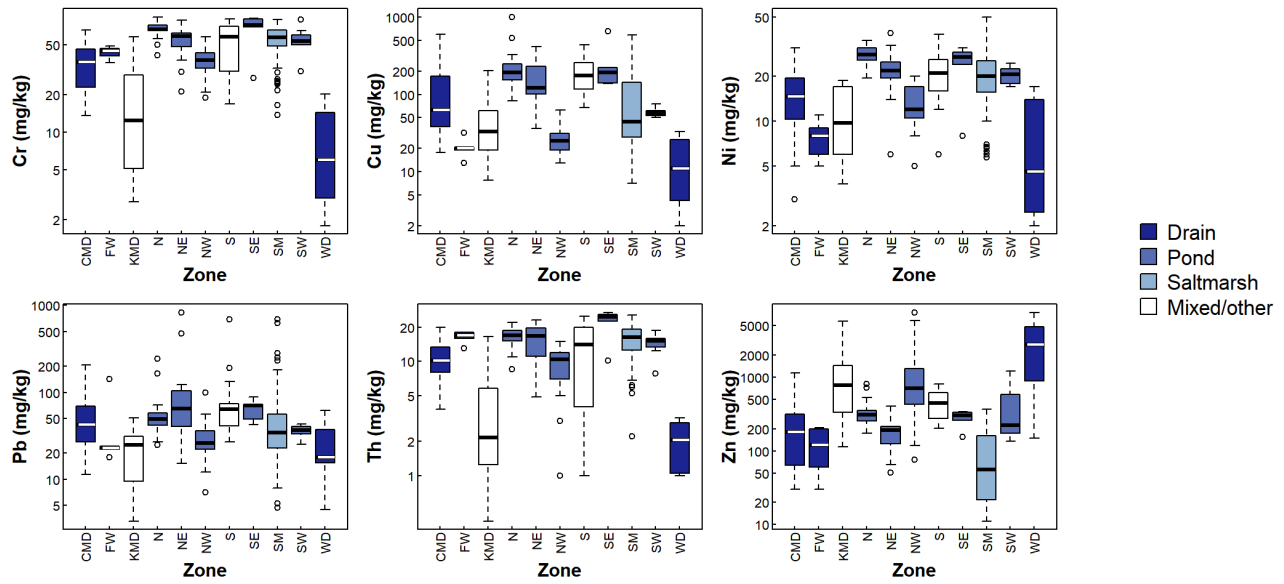 Cr (mg/kg)
50
20
10
5
2
CMD FW KMD N NE NW S SE SM SW WD
Zone
Cu (mg/kg)
1000
500
200
100
50
20
10
5
2
CMD FW KMD N NE NW S SE SM SW WD
Zone
Ni (mg/kg)
50
20
10
5
2
CMD FW KMD N NE NW S SE SM SW WD
Zone
Drain
Pond
Saltmarsh
Mixed/other
Pb (mg/kg)
1000
500
200
100
50
20
10
5
CMD FW KMD N NE NW S SE SM SW WD
Zone
Th (mg/kg)
20
10
5
2
1
CMD FW KMD N NE NW S SE SM SW WD
Zone
Zn (mg/kg)
5000
2000
1000
500
200
100
50
20
10
CMD FW KMD N NE NW S SE SM SW WD
Zone